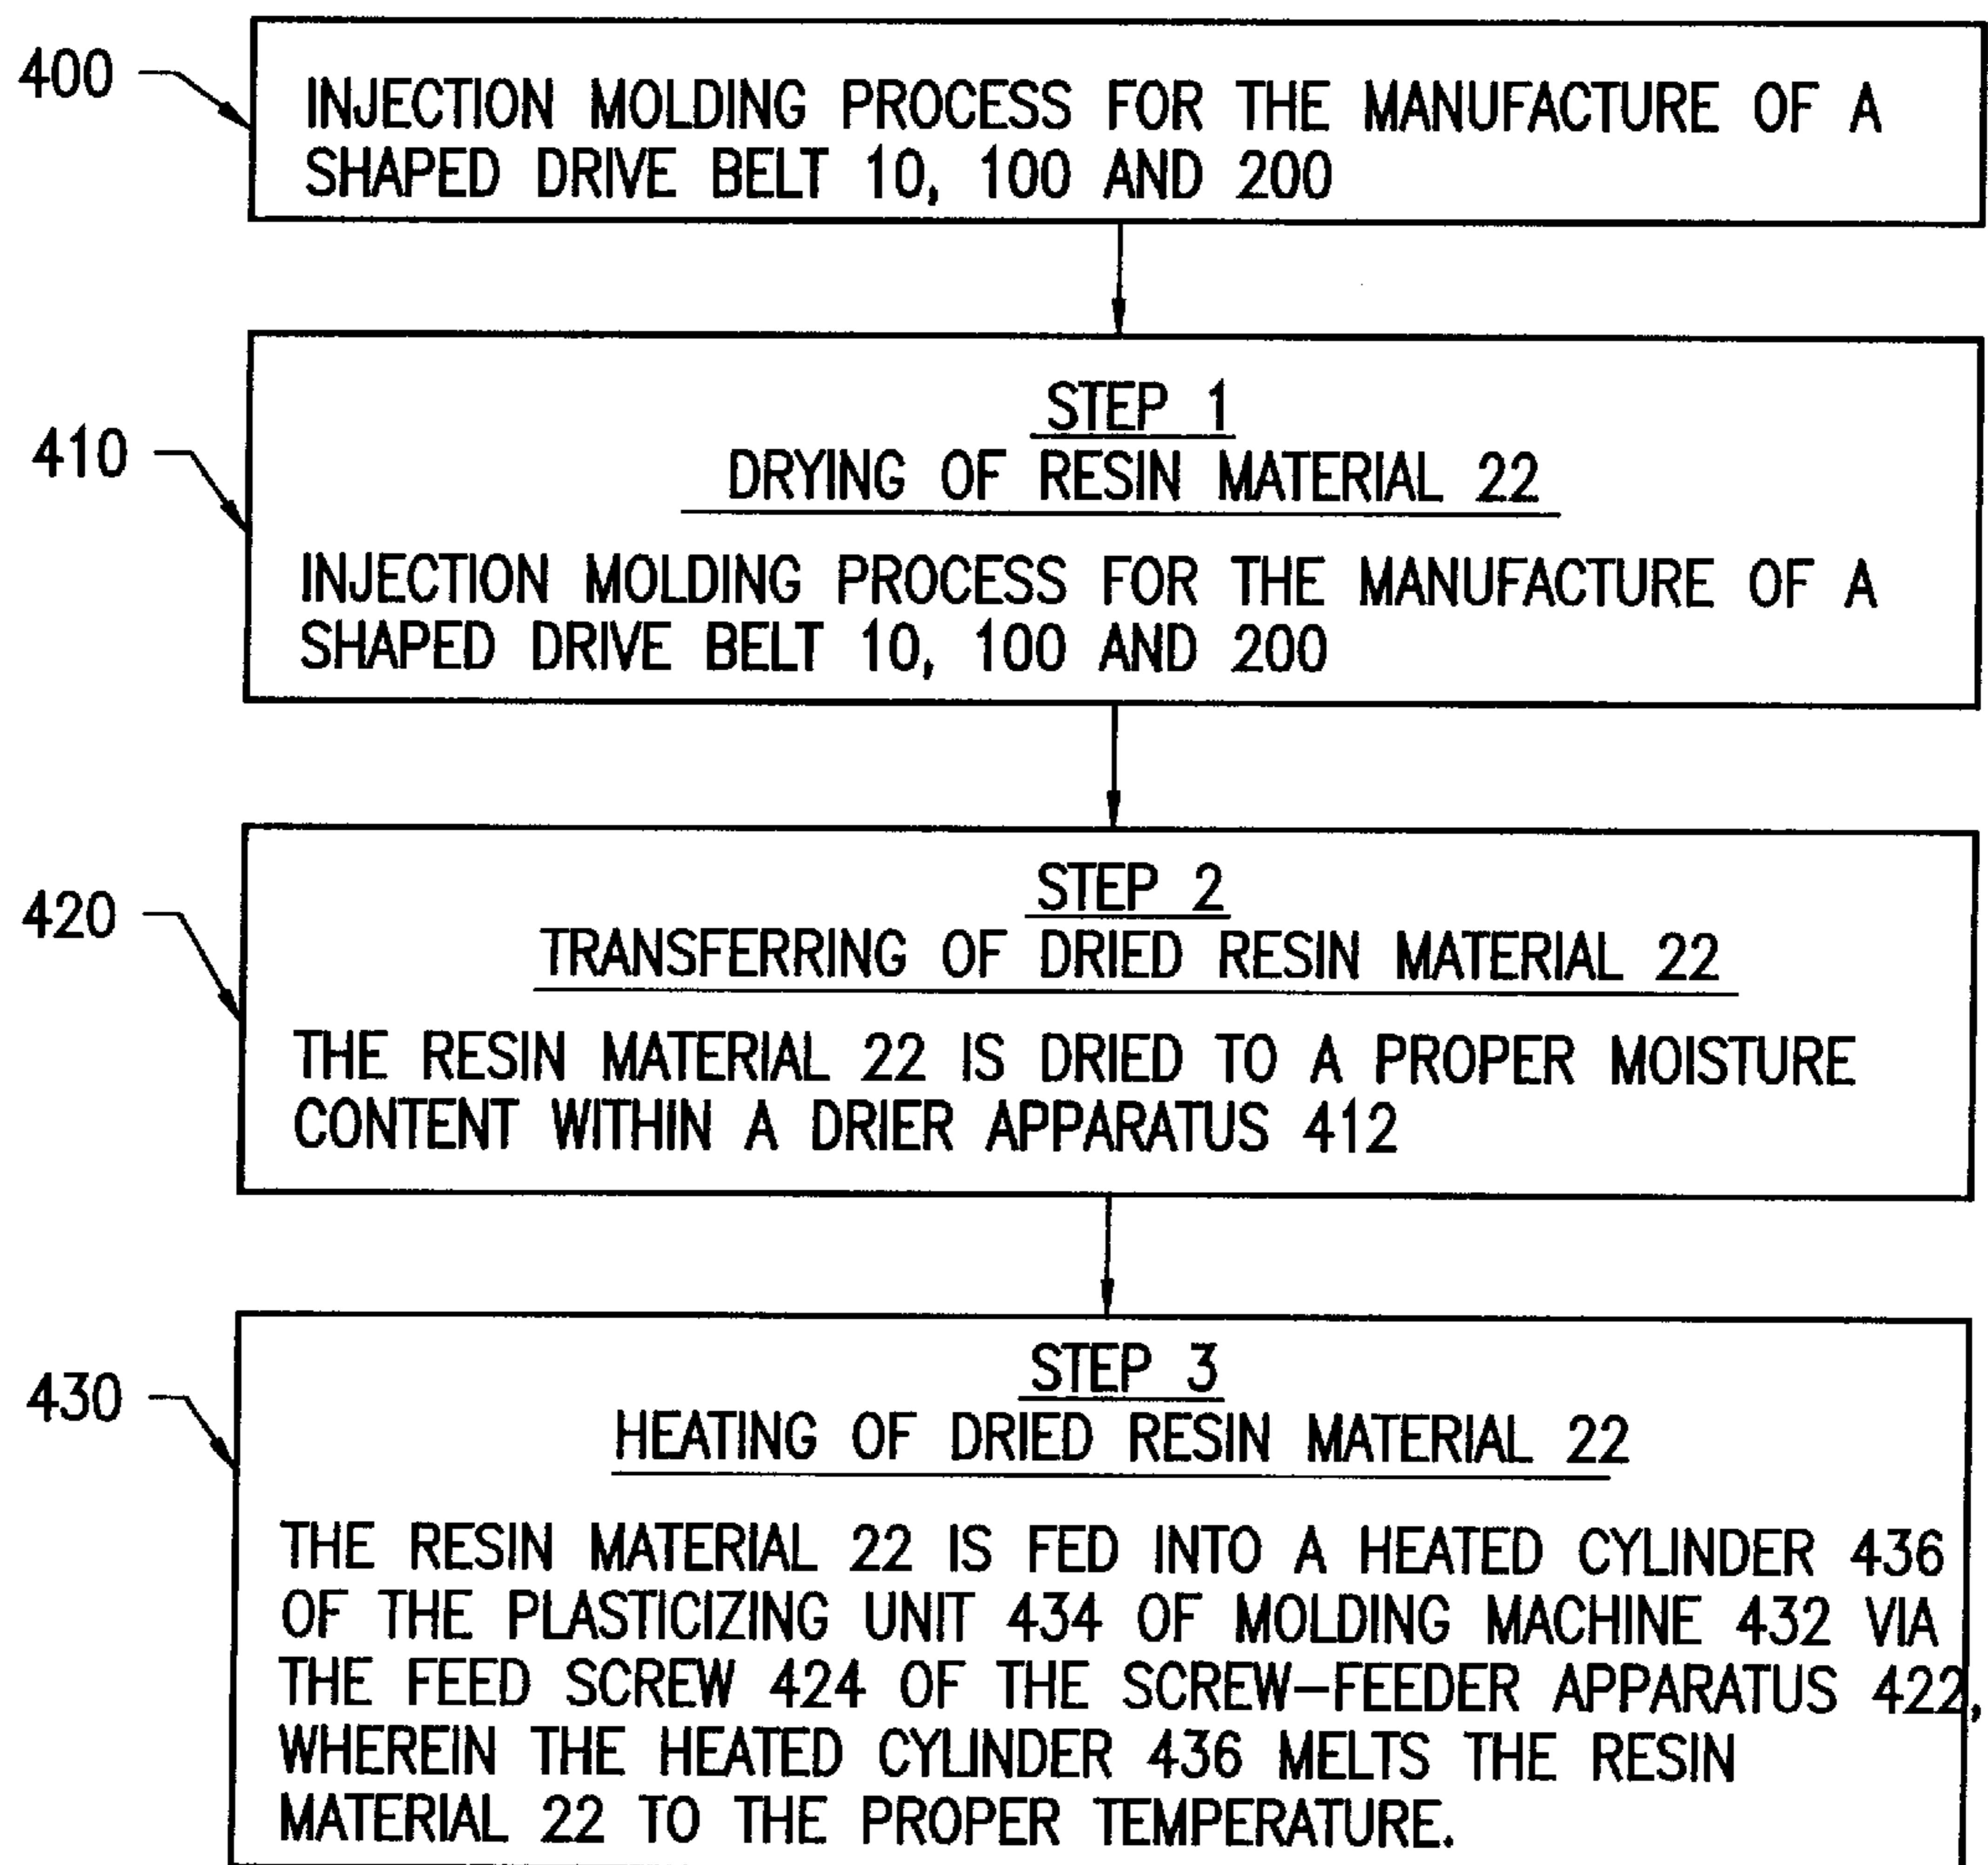 400
INJECTION MOLDING PROCESS FOR THE MANUFACTURE OF A
SHAPED DRIVE BELT 10, 100 AND 200
410
STEP 1
DRYING OF RESIN MATERIAL 22
INJECTION MOLDING PROCESS FOR THE MANUFACTURE OF A
SHAPED DRIVE BELT 10, 100 AND 200
420
STEP 2
TRANSFERRING OF DRIED RESIN MATERIAL 22
THE RESIN MATERIAL 22 IS DRIED TO A PROPER MOISTURE
CONTENT WITHIN A DRIER APPARATUS 412
430
STEP 3
HEATING OF DRIED RESIN MATERIAL 22
THE RESIN MATERIAL 22 IS FED INTO A HEATED CYLINDER 436
OF THE PLASTICIZING UNIT 434 OF MOLDING MACHINE 432 VIA
THE FEED SCREW 424 OF THE SCREW-FEEDER APPARATUS 422,
WHEREIN THE HEATED CYLINDER 436 MELTS THE RESIN
MATERIAL 22 TO THE PROPER TEMPERATURE.